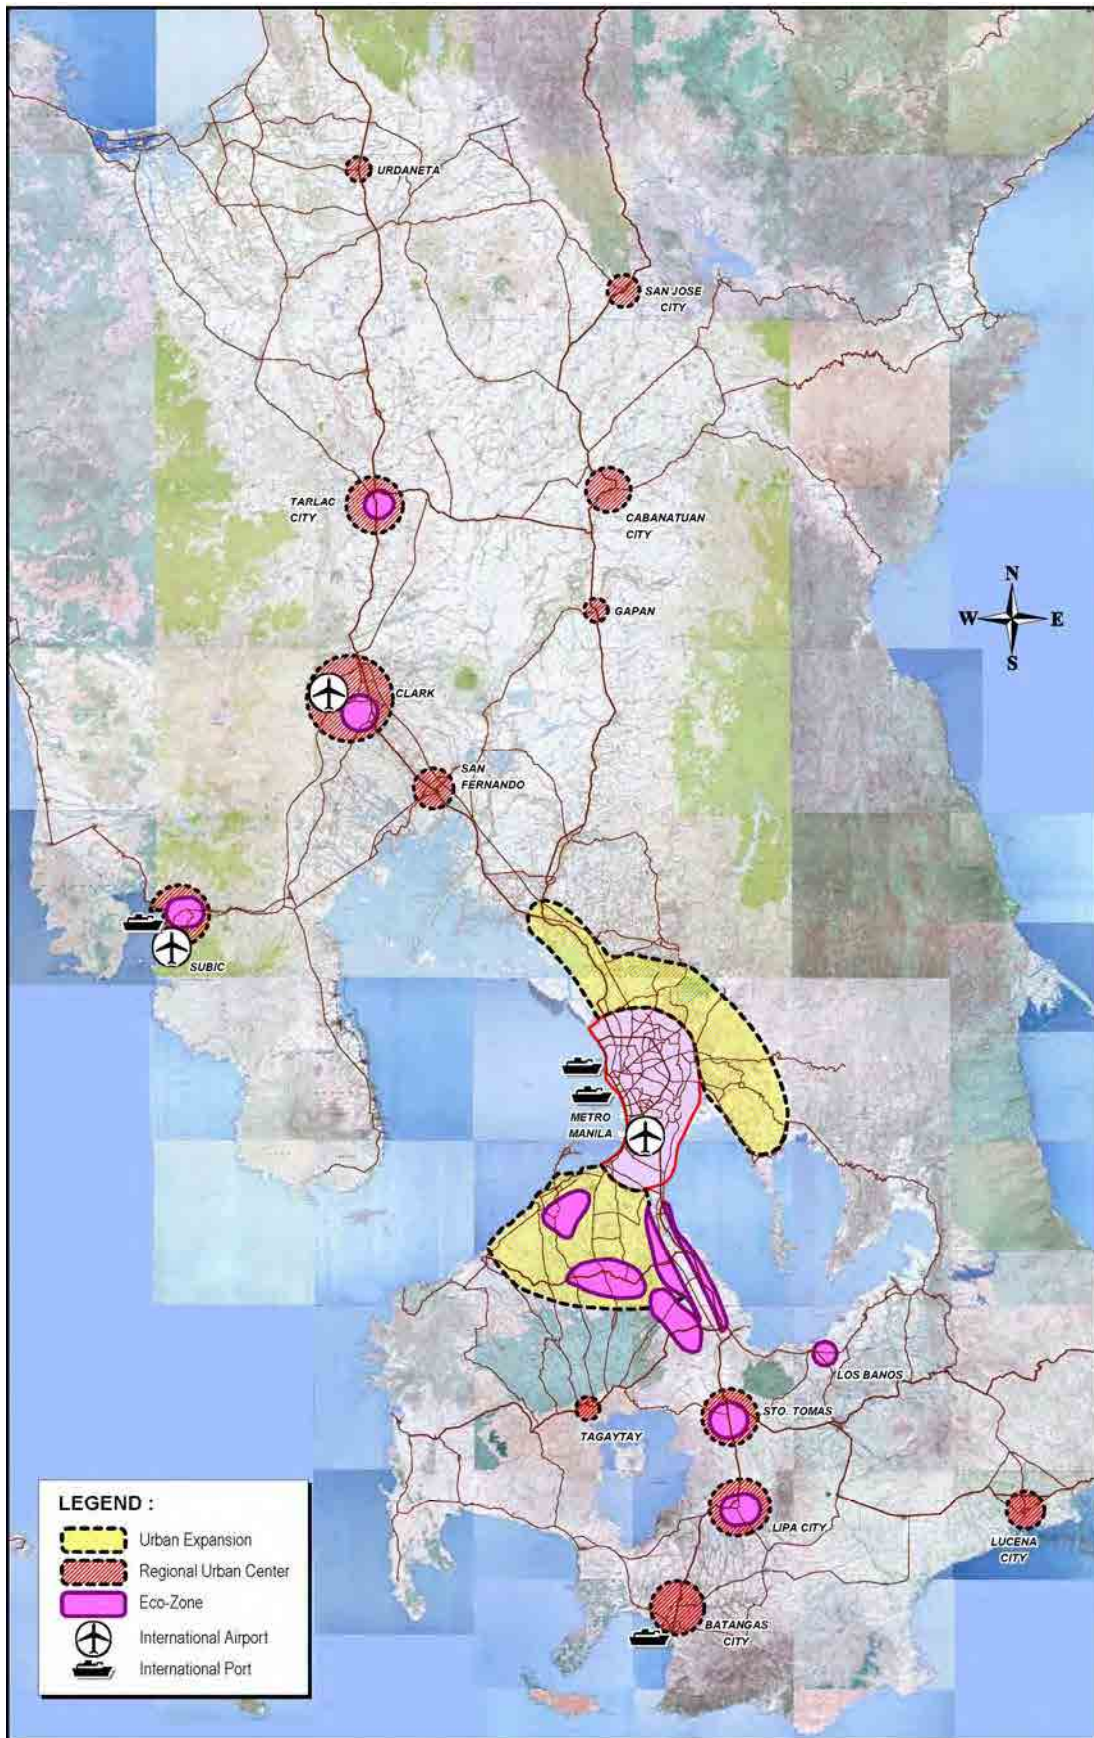 URDANETA
SAN JOSE
CITY
TARLAC
CITY
CABANATUAN
CITY
GAPAN
N
W
E
S
CLARK
SAN
FERNANDO
SUBIC
METRO
MANILA
LOS BANOS
STO. TOMAS
TAGAYTAY
LIPA CITY
LUCENA
CITY
BATANGAS
CITY
LEGEND :
Urban Expansion
Regional Urban Center
Eco-Zone
International Airport
International Port